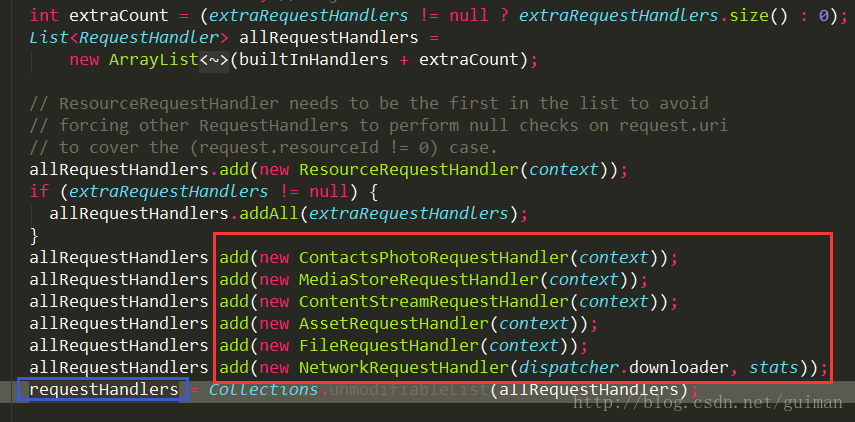 int extraCount = (extraRequestHandlers != null ? extraRequestHandlers.size() : 0);
List<RequestHandler> allRequestHandlers =
new ArrayList<~>(builtInHandlers + extraCount);
// ResourceRequestHandler needs to be the first in the list to avoid
// forcing other RequestHandlers to perform null checks on request.uri
// to cover the (request.resourceId != 0) case.
allRequestHandlers.add(new ResourceRequestHandler(context));
if (extraRequestHandlers != null) {
allRequestHandlers.addAll(extraRequestHandlers);
}
allRequestHandlers add(new ContactsPhotoRequestHandler(context));
allRequestHandlers add(new MediaStoreRequestHandler(context));
allRequestHandlers add(new ContentStreamRequestHandler(context));
allRequestHandlers add(new AssetRequestHandler(context));
allRequestHandlers add(new FileRequestHandler(context));
allRequestHandlers add(new NetworkRequestHandler(dispatcher.downloader, stats));
requestHandlers = Collections.unmodifiableList(allRequestHandlers);
http://blog.csdn.net/guiman